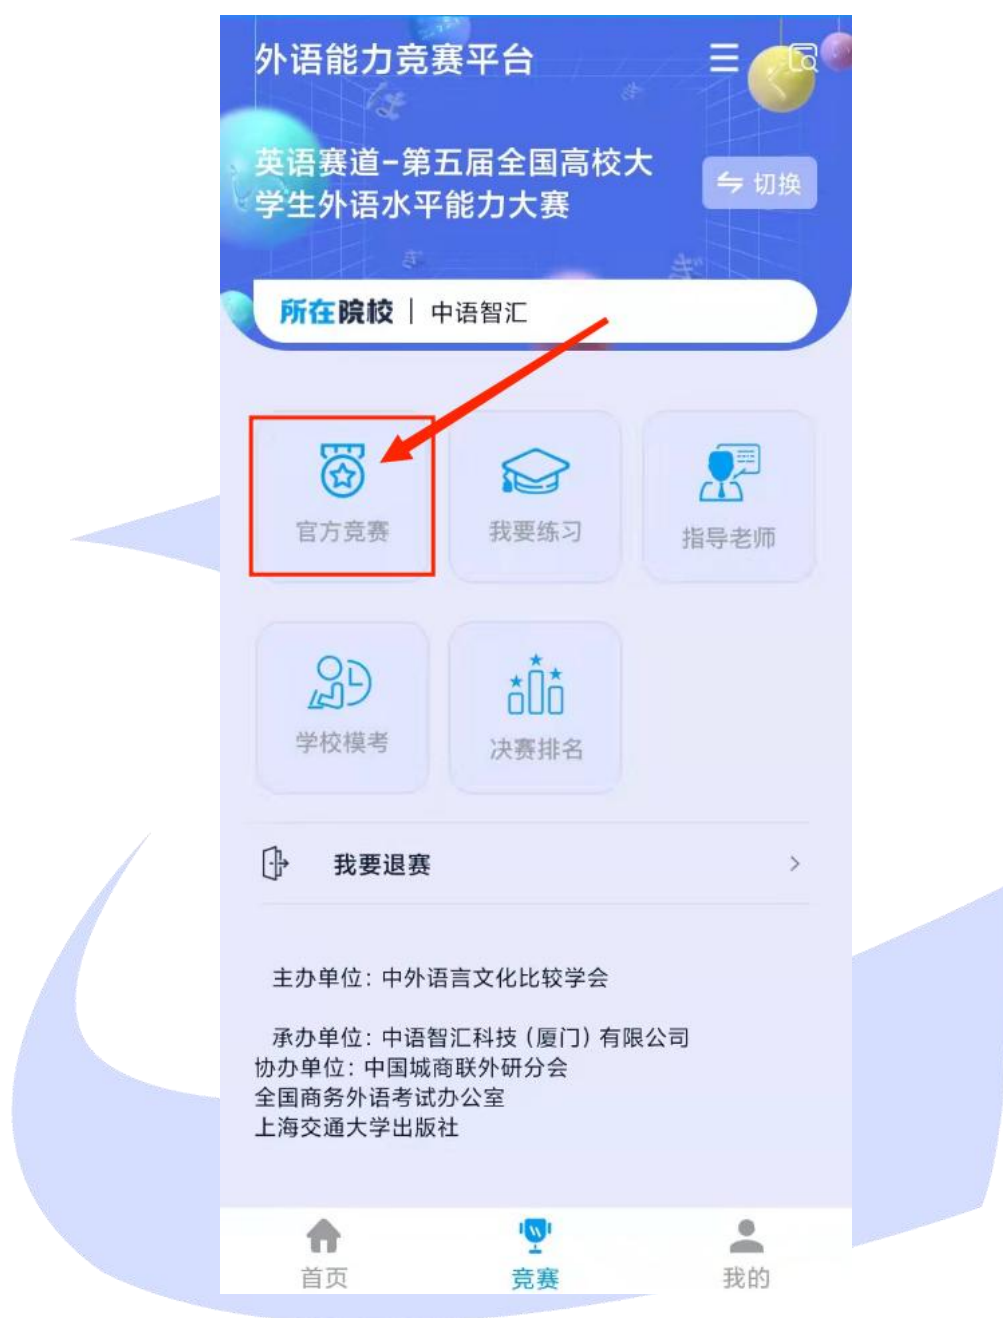 外语能力竞赛平台
英语赛道-第五届全国高校大
学生外语水平能力大赛
切换
所在院校 | 中语智汇
官方竞赛
我要练习
指导老师
学校模考
决赛排名
我要退赛
主办单位：中外语言文化比较学会
承办单位：中语智汇科技（厦门）有限公司
协办单位：中国城商联外研分会
全国商务外语考试办公室
上海交通大学出版社
首页
竞赛
我的